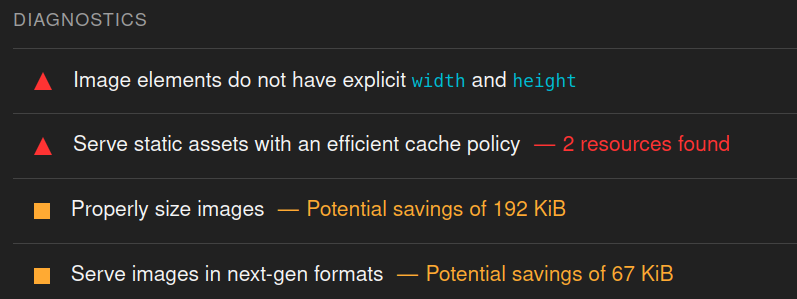 DIAGNOSTICS
Image elements do not have explicit width and height
Serve static assets with an efficient cache policy — 2 resources found
Properly size images — Potential savings of 192 KiB
Serve images in next-gen formats — Potential savings of 67 KiB